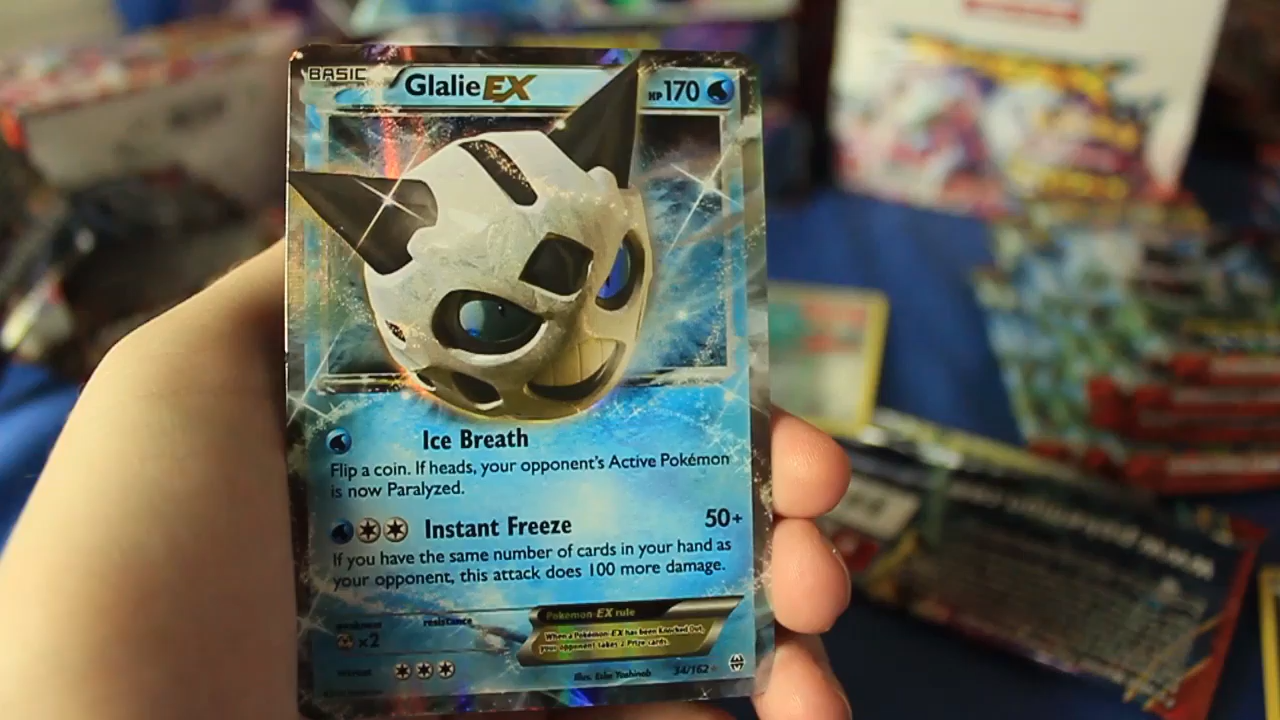 BASIC
Glalie EX
HP 170
Ice Breath
Flip a coin. If heads, your opponent's Active Pokémon
is now Paralyzed.
Instant Freeze 50+
If you have the same number of cards in your hand as
your opponent, this attack does 100 more damage.
weakness resistance
×2
Pokémon-EX rule
When a Pokémon-EX has been Knocked Out,
your opponent takes 2 Prize cards.
Illus. Eske Yoshinob
34/162